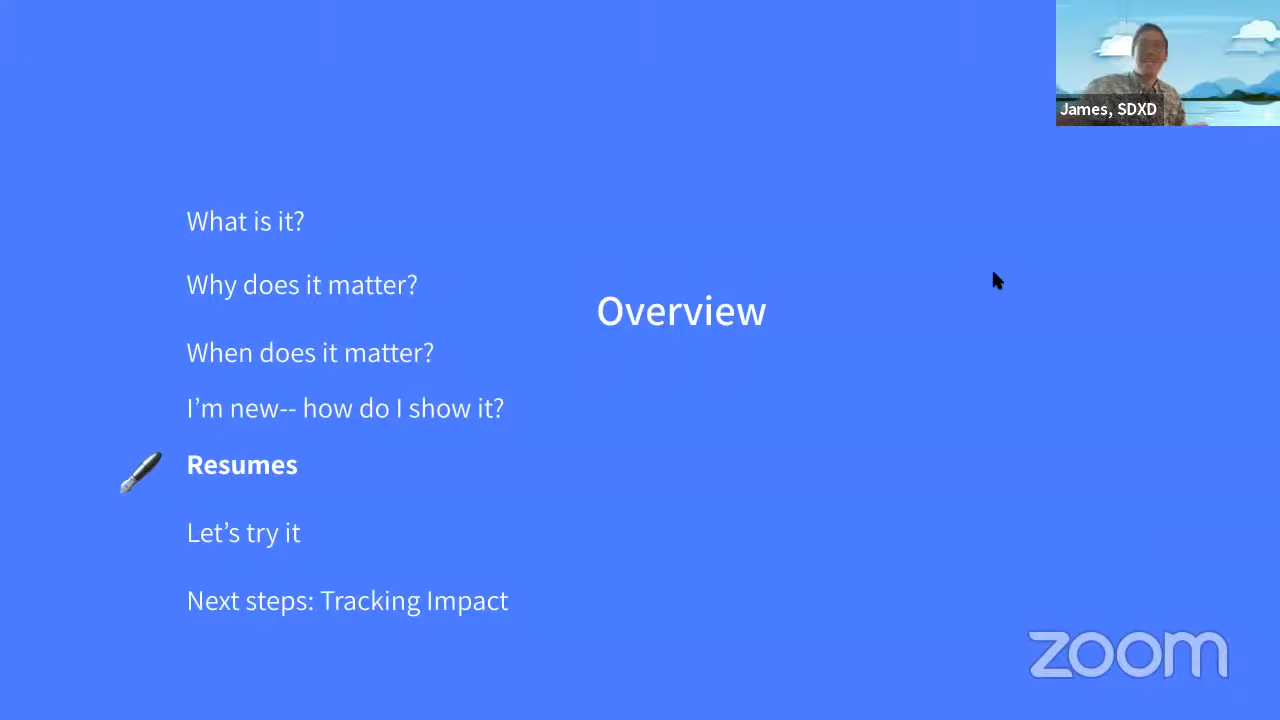 James, SDXD
What is it?
Why does it matter?
Overview
When does it matter?
I'm new-- how do I show it?
Resumes
Let's try it
Next steps: Tracking Impact
zoom